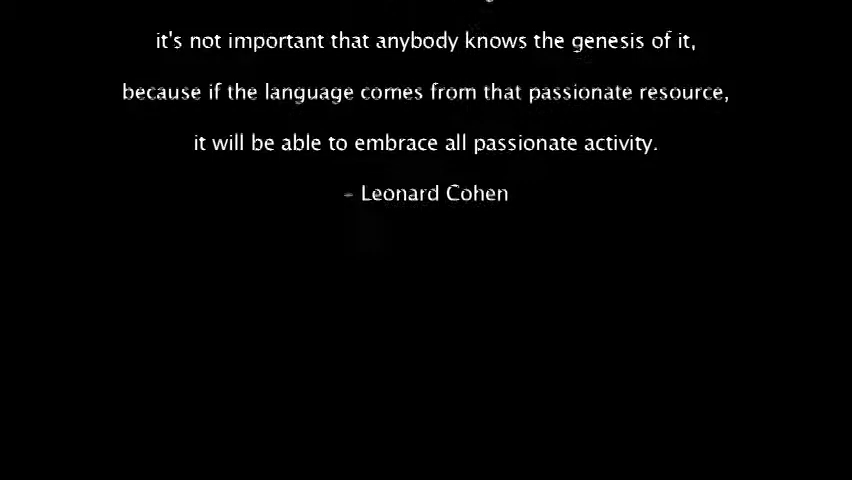 it's not important that anybody knows the genesis of it,
because if the language comes from that passionate resource,
it will be able to embrace all passionate activity.
- Leonard Cohen